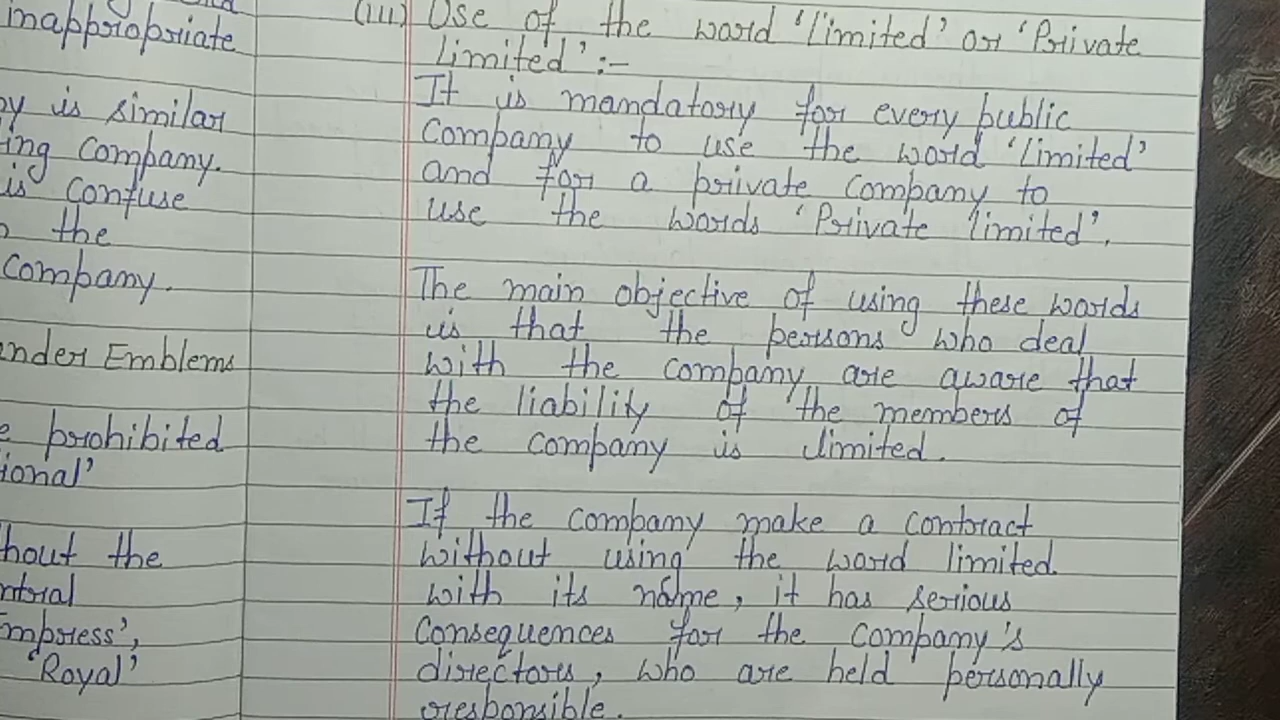 inappropriate
is similar
company.
is confuse
the
company.
Emblems
prohibited
the
'Royal'
(iii) Use of the word 'Limited' or 'Private
Limited' :-
It is mandatory for every public
company to use the word 'Limited'
and for a private company to
use the words 'Private limited'.
The main objective of using these words
is that the persons who deal
with the company are aware that
the liability of the members of
the company is limited.
If the company make a contract
without using the word limited
with its name, it has serious
consequences for the company's
directors, who are held personally
responsible.